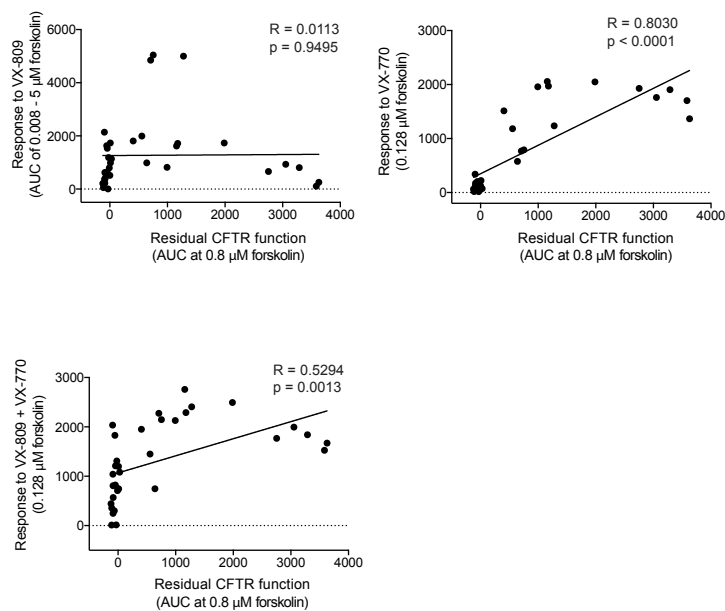 Response to VX-809
(AUC of 0.008 - 5 µM forskolin)
6000
4000
2000
0
R = 0.0113
p = 0.9495
0
1000
2000
3000
4000
Residual CFTR function
(AUC at 0.8 µM forskolin)
Response to VX-770
(0.128 µM forskolin)
3000
2000
1000
0
R = 0.8030
p < 0.0001
0
1000
2000
3000
4000
Residual CFTR function
(AUC at 0.8 µM forskolin)
Response to VX-809 + VX-770
(0.128 µM forskolin)
3000
2000
1000
0
R = 0.5294
p = 0.0013
0
1000
2000
3000
4000
Residual CFTR function
(AUC at 0.8 µM forskolin)